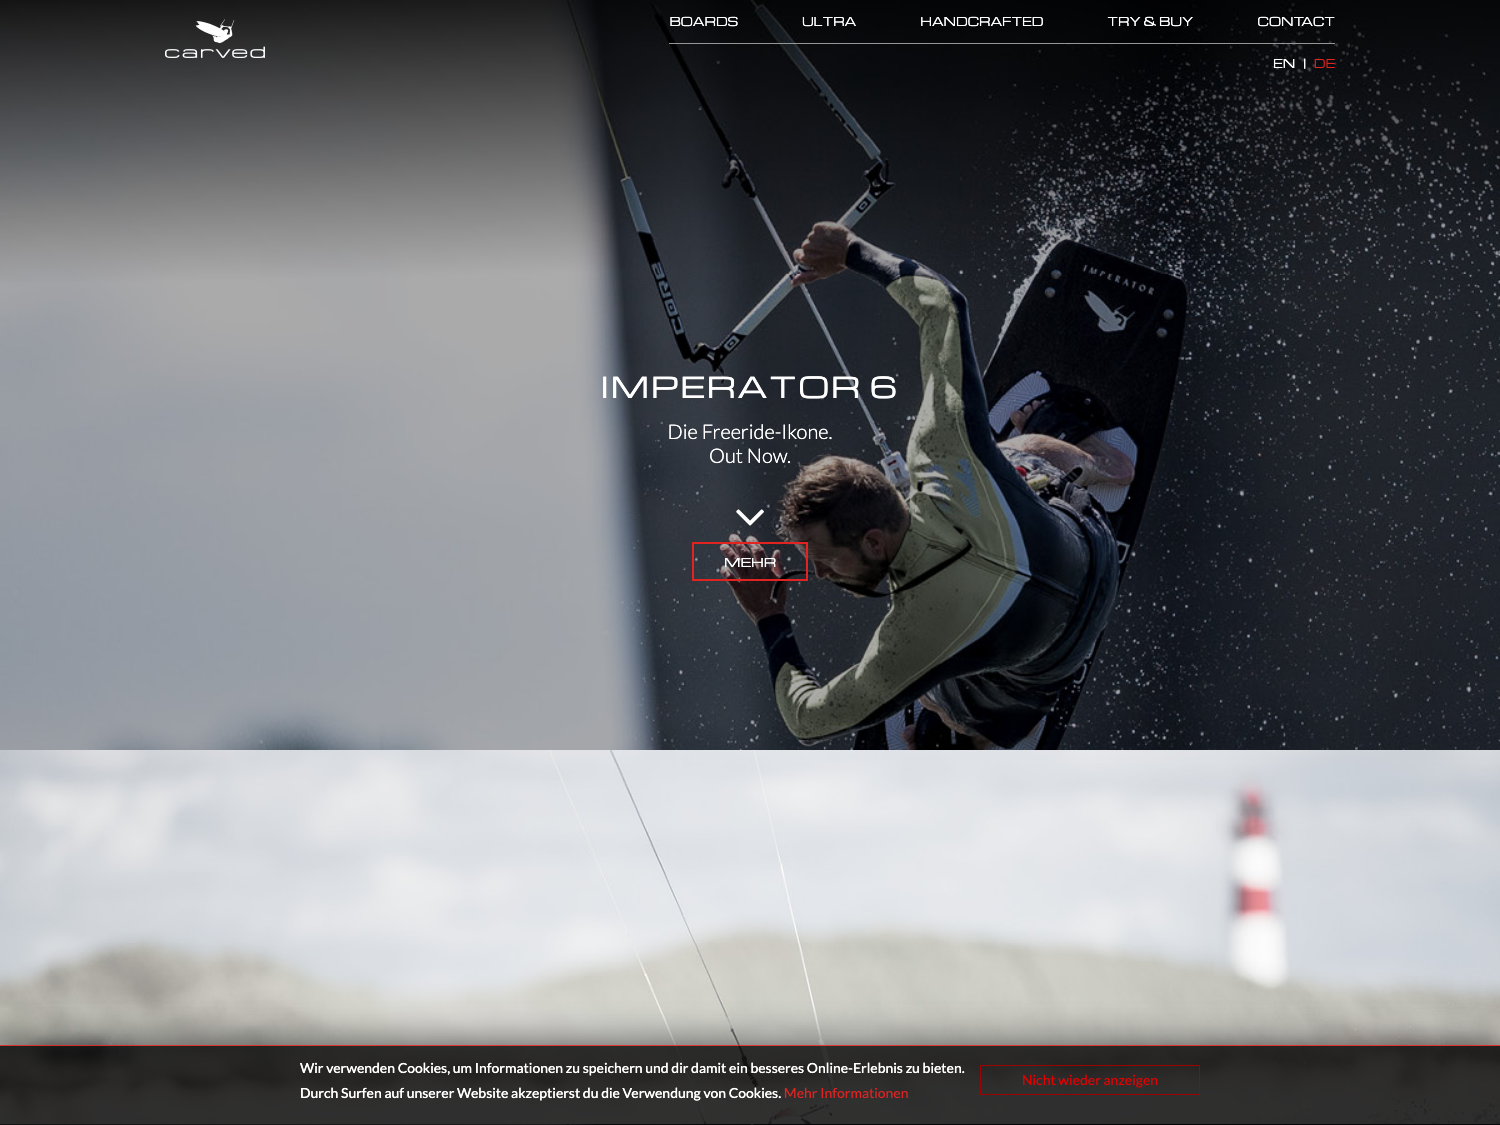 carved
BOARDS
ULTRA
HANDCRAFTED
TRY & BUY
CONTACT
EN | DE
CORE
IMPERATOR
IMPERATOR 6
Die Freeride-Ikone.
Out Now.
MEHR
Wir verwenden Cookies, um Informationen zu speichern und dir damit ein besseres Online-Erlebnis zu bieten.
Durch Surfen auf unserer Website akzeptierst du die Verwendung von Cookies. Mehr Informationen
Nicht wieder anzeigen